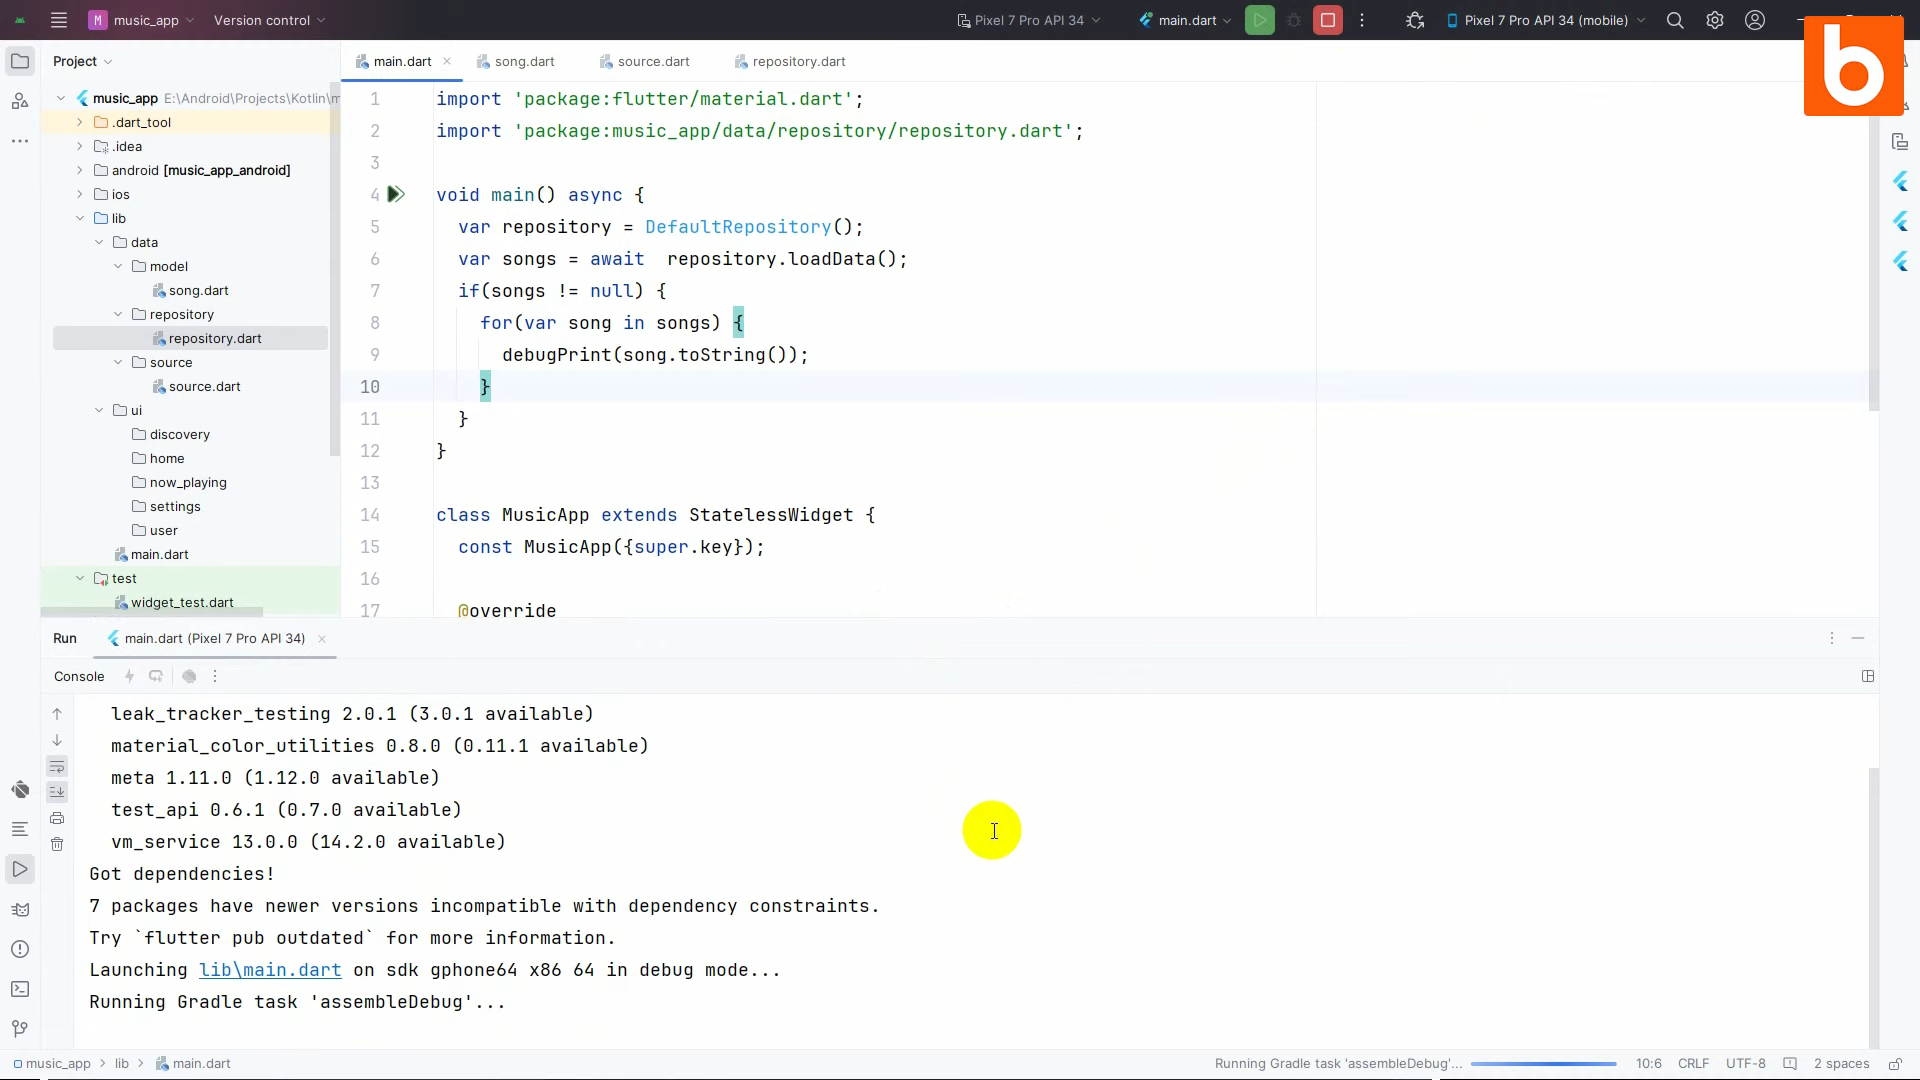 M music_app Version control Pixel 7 Pro API 34 main.dart Pixel 7 Pro API 34 (mobile)
b
Project
main.dart song.dart source.dart repository.dart
music_app E:\Android\Projects\Kotlin\m
.dart_tool
.idea
android [music_app_android]
ios
lib
data
model
song.dart
repository
repository.dart
source
source.dart
ui
discovery
home
now_playing
settings
user
main.dart
test
widget_test.dart
1 import 'package:flutter/material.dart';
2 import 'package:music_app/data/repository/repository.dart';
3
4 void main() async {
5 var repository = DefaultRepository();
6 var songs = await  repository.loadData();
7 if(songs != null) {
8 for(var song in songs) {
9 debugPrint(song.toString());
10 }
11 }
12 }
13
14 class MusicApp extends StatelessWidget {
15 const MusicApp({super.key});
16
17 @override
Run main.dart (Pixel 7 Pro API 34)
Console
leak_tracker_testing 2.0.1 (3.0.1 available)
material_color_utilities 0.8.0 (0.11.1 available)
meta 1.11.0 (1.12.0 available)
test_api 0.6.1 (0.7.0 available)
vm_service 13.0.0 (14.2.0 available)
Got dependencies!
7 packages have newer versions incompatible with dependency constraints.
Try `flutter pub outdated` for more information.
Launching lib\main.dart on sdk gphone64 x86 64 in debug mode...
Running Gradle task 'assembleDebug'...
music_app > lib > main.dart Running Gradle task 'assembleDebug'... 10:6 CRLF UTF-8 2 spaces